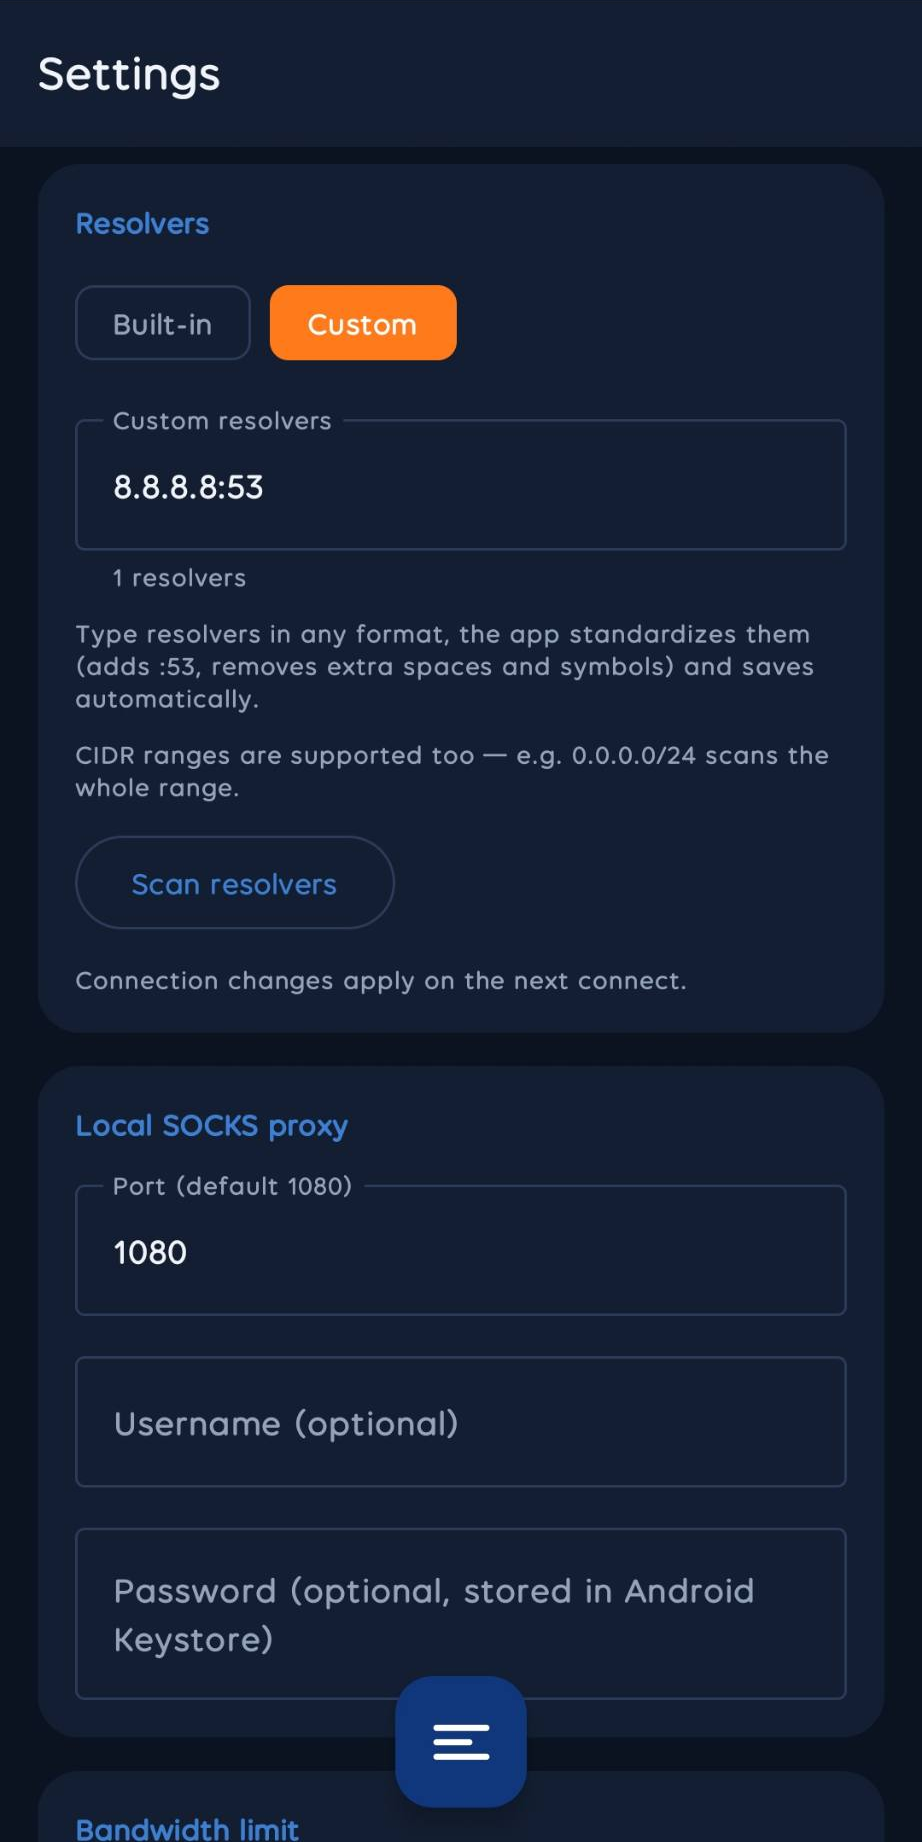 Settings
Resolvers
Built-in
Custom
Custom resolvers
8.8.8.8:53
1 resolvers
Type resolvers in any format, the app standardizes them
(adds :53, removes extra spaces and symbols) and saves
automatically.
CIDR ranges are supported too — e.g. 0.0.0.0/24 scans the
whole range.
Scan resolvers
Connection changes apply on the next connect.
Local SOCKS proxy
Port (default 1080)
1080
Username (optional)
Password (optional, stored in Android
Keystore)
Bandwidth limit